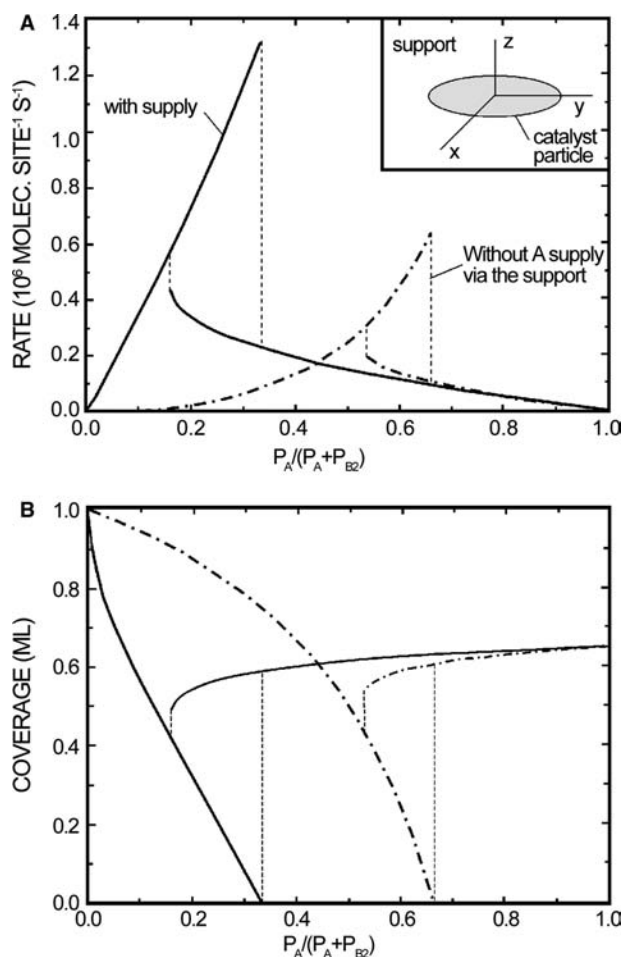 A
RATE (10⁶ MOLEC. SITE⁻¹ S⁻¹)
1.4
1.2
1.0
0.8
0.6
0.4
0.2
0.0
with supply
support
z
y
x
catalyst
particle
Without A supply
via the support
0.0 0.2 0.4 0.6 0.8 1.0
P_A/(P_A+P_B2)
B
COVERAGE (ML)
1.0
0.8
0.6
0.4
0.2
0.0
0.0 0.2 0.4 0.6 0.8 1.0
P_A/(P_A+P_B2)